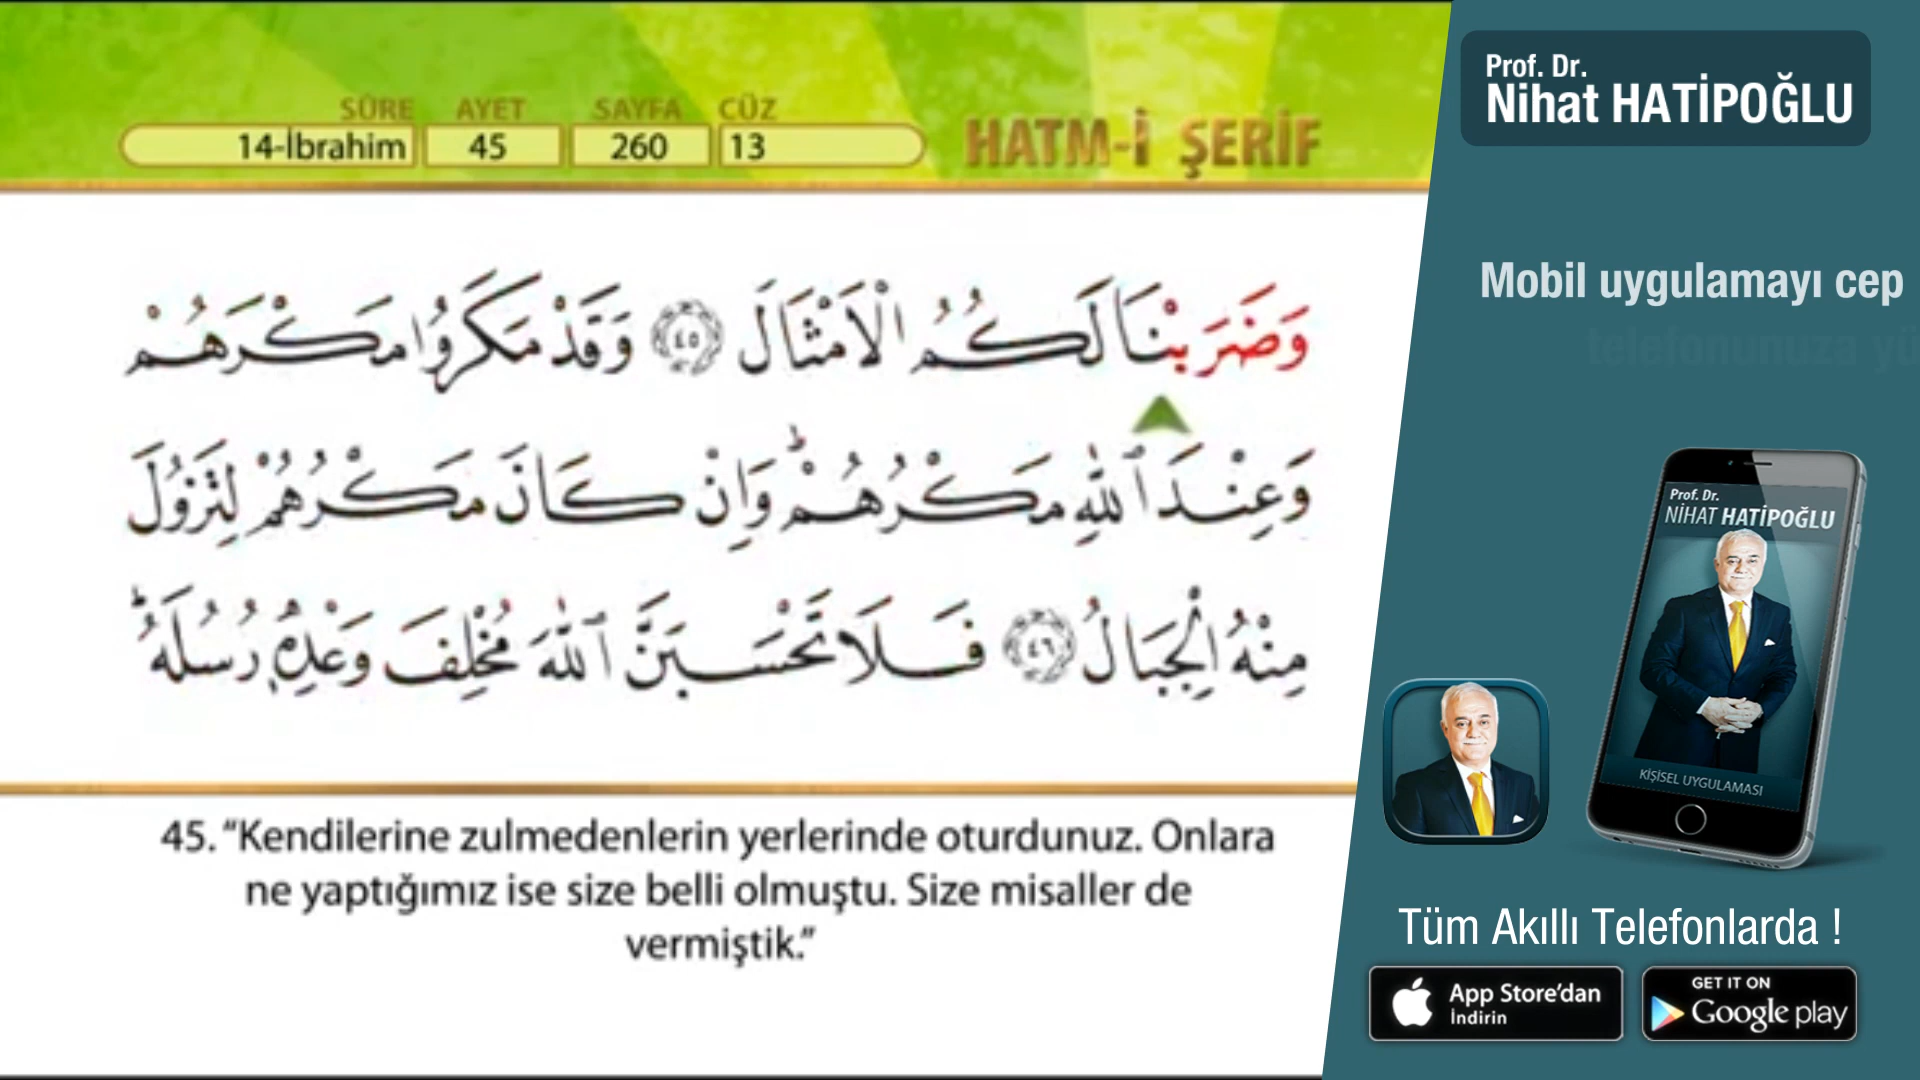 SÛRE AYET SAYFA CÜZ
14-İbrahim 45 260 13
HATM-İ ŞERİF
وَضَرَبْنَا لَكُمُ الْاَمْثَالَ ﴿٤٥﴾ وَقَدْ مَكَرُوا مَكْرَهُمْ
وَعِنْدَ اللّٰهِ مَكْرُهُمْۜ وَاِنْ كَانَ مَكْرُهُمْ لِتَزُولَ
مِنْهُ الْجِبَالُ ﴿٤٦﴾ فَلَا تَحْسَبَنَّ اللّٰهَ مُخْلِفَ وَعْدِه۪ رُسُلَهُۜ
45. “Kendilerine zulmedenlerin yerlerinde oturdunuz. Onlara
ne yaptığımız ise size belli olmuştu. Size misaller de
vermiştik.”
Prof. Dr.
Nihat HATİPOĞLU
Mobil uygulamayı cep
telefonunuza yü
Prof. Dr.
NİHAT HATİPOĞLU
KİŞİSEL UYGULAMASI
Tüm Akıllı Telefonlarda !
App Store’dan
İndirin
GET IT ON
Google play